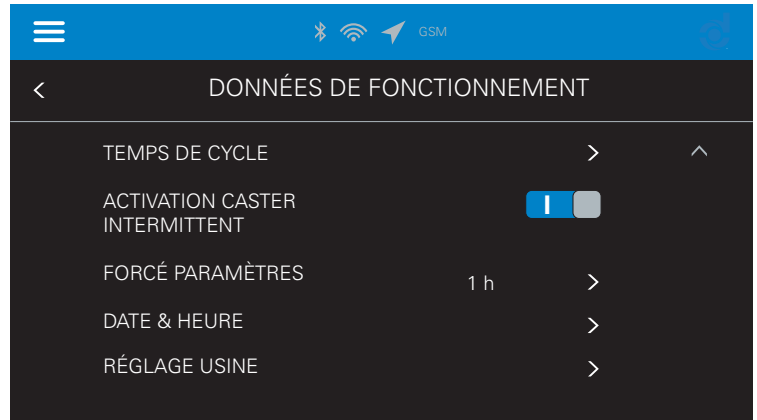 GSM
DONNÉES DE FONCTIONNEMENT
TEMPS DE CYCLE
ACTIVATION CASTER
INTERMITTENT
FORCÉ PARAMÈTRES 1 h
DATE & HEURE
RÉGLAGE USINE